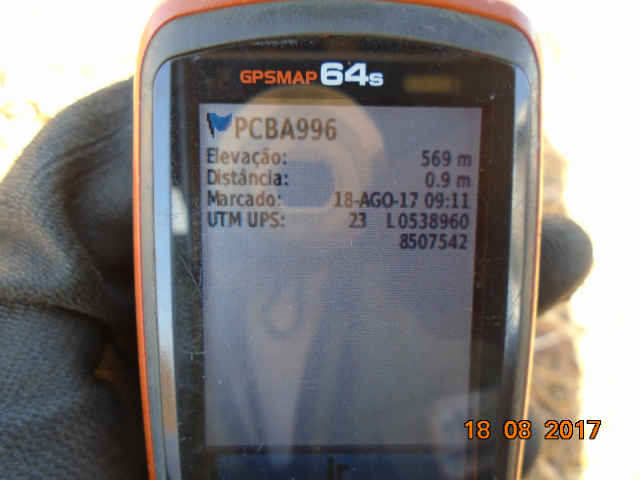 GPSMAP 64s
PCBA996
Elevação: 569 m
Distância: 0.9 m
Marcado: 18-AGO-17 09:11
UTM UPS: 23 L 0538960
8507542
Ir
18 08 2017